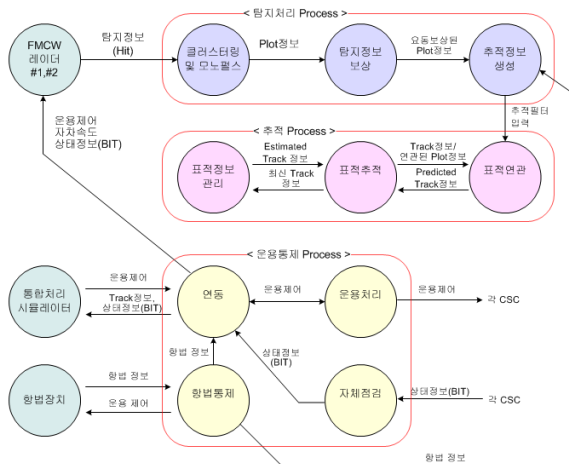 < 탐지처리 Process >
FMCW
레이더
#1,#2
탐지정보
(Hit)
클러스터링
및 모노펄스
Plot정보
탐지정보
보상
요동보상된
Plot정보
추적정보
생성
추적필터
입력
운용제어
자차속도
상태정보(BIT)
< 추적 Process >
표적정보
관리
Estimated
Track 정보
최신 Track
정보
표적추적
Track정보/
연관된 Plot정보
Predicted
Track정보
표적연관
< 운용통제 Process >
통합처리
시뮬레이터
운용제어
Track정보,
상태정보(BIT)
연동
운용제어
운용처리
운용제어
각 CSC
항법 정보
상태정보
(BIT)
항법장치
항법 정보
운용 제어
항법통제
자체점검
상태정보(BIT)
각 CSC
항법 정보